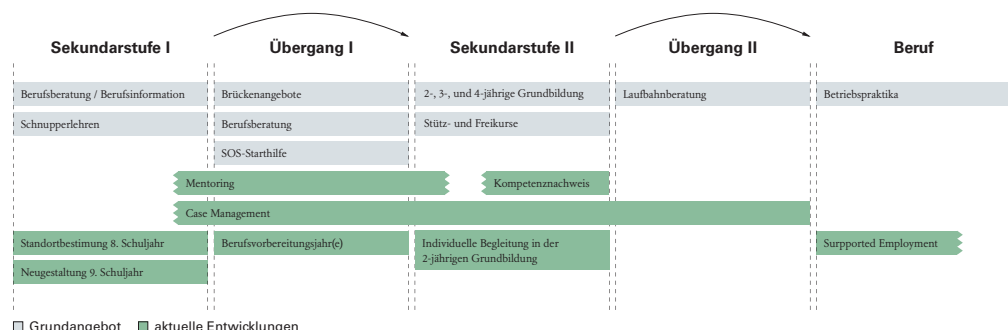 Sekundarstufe I
Übergang I
Sekundarstufe II
Übergang II
Beruf
Berufsberatung / Berufsinformation
Brückenangebote
2-, 3-, und 4-jährige Grundbildung
Laufbahnberatung
Betriebspraktika
Schnupperlehren
Berufsberatung
Stütz- und Freikurse
SOS-Starthilfe
Mentoring
Kompetenznachweis
Case Management
Standortbestimmung 8. Schuljahr
Berufsvorbereitungsjahr(e)
Individuelle Begleitung in der
2-jährigen Grundbildung
Surpported Employment
Neugestaltung 9. Schuljahr
Grundangebot
aktuelle Entwicklungen